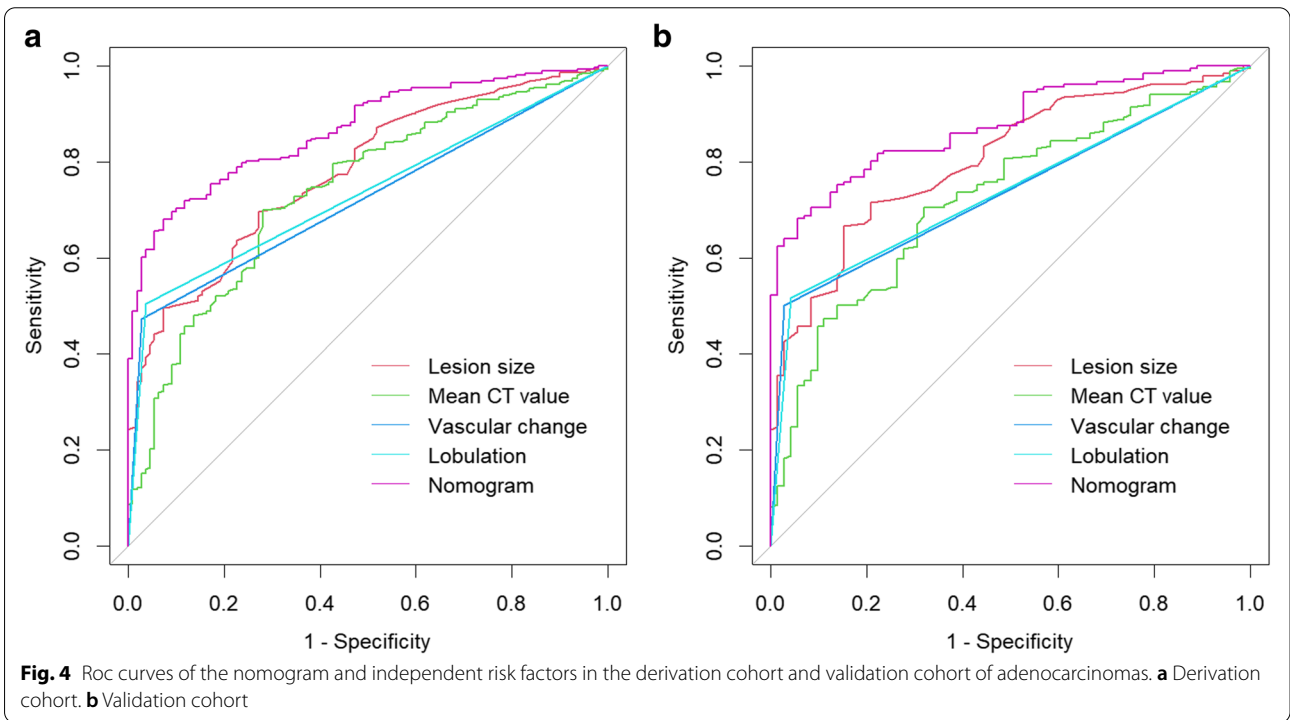 a
1.0
0.8
0.6
0.4
0.2
0.0
Sensitivity
Lesion size
Mean CT value
Vascular change
Lobulation
Nomogram
0.0 0.2 0.4 0.6 0.8 1.0
1 - Specificity
b
1.0
0.8
0.6
0.4
0.2
0.0
Sensitivity
Lesion size
Mean CT value
Vascular change
Lobulation
Nomogram
0.0 0.2 0.4 0.6 0.8 1.0
1 - Specificity
Fig. 4 Roc curves of the nomogram and independent risk factors in the derivation cohort and validation cohort of adenocarcinomas. a Derivation
cohort. b Validation cohort